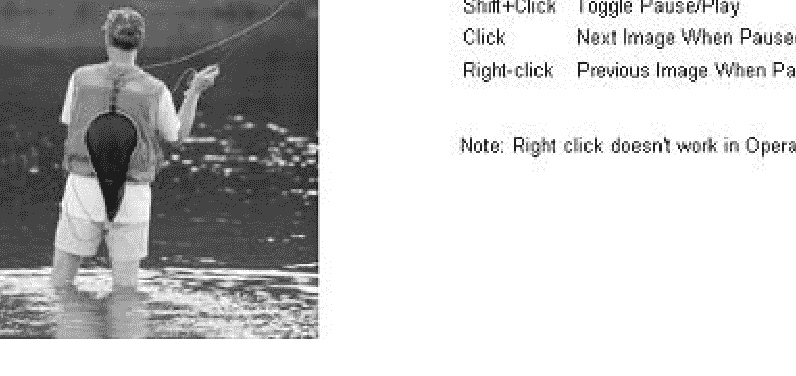 Shift+Click Toggle Pause/Play
Click Next Image When
Right-click Previous Image When
Note: Right click doesn't work in Opera